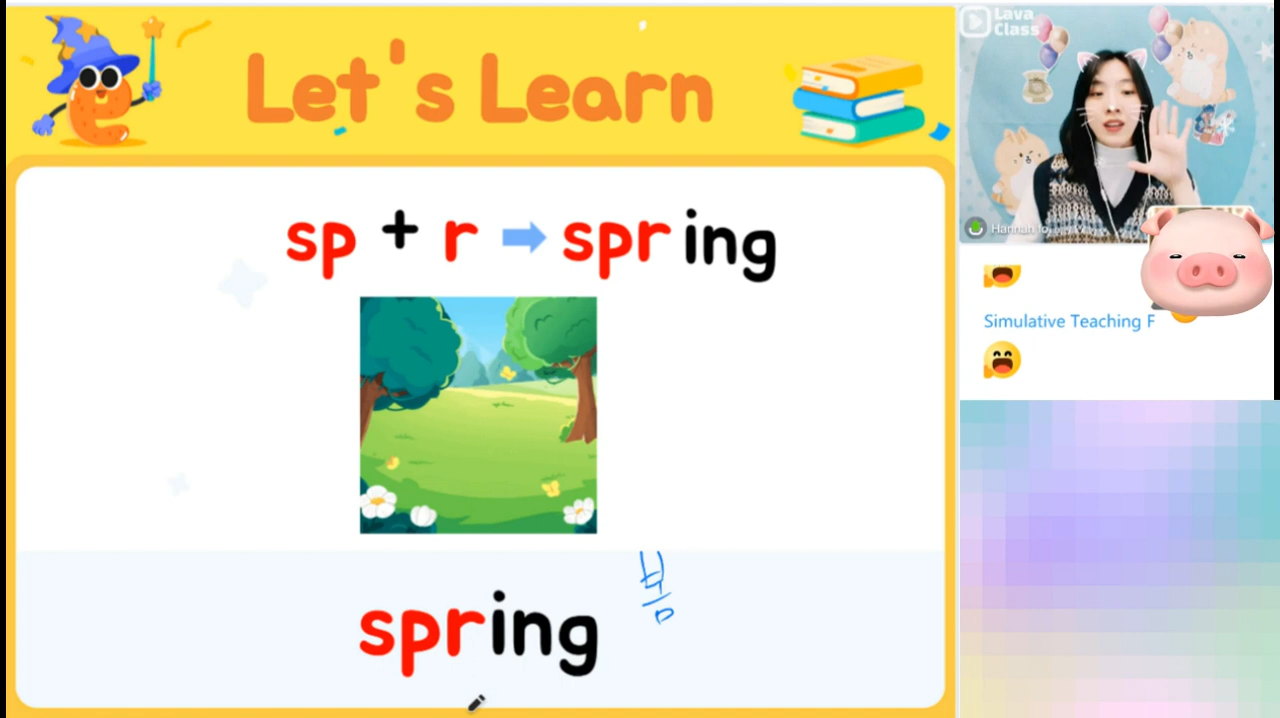 Let's Learn
sp + r → spring
spring
봄
Lava
Class
Simulative Teaching F